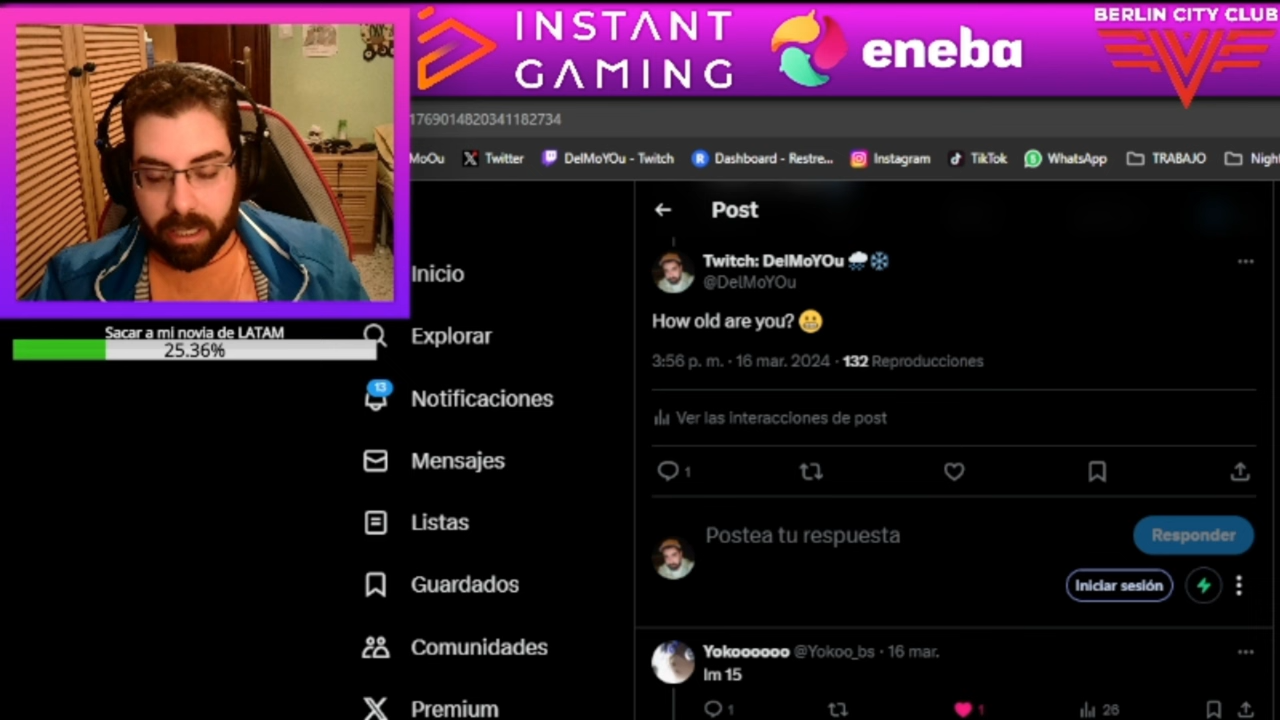 INSTANT
GAMING
eneba
BERLIN CITY CLUB
1769014820341182734
MoOu
Twitter
DelMoYOu - Twitch
Dashboard - Restre...
Instagram
TikTok
WhatsApp
TRABAJO
Nigh
Post
Twitch: DelMoYOu 🌨️❄️
@DelMoYOu
How old are you? 😬
3:56 p. m. · 16 mar. 2024 · 132 Reproducciones
Ver las interacciones de post
1
Postea tu respuesta
Responder
Iniciar sesión
Yokoooooo @Yokoo_bs · 16 mar.
Im 15
1
1
26
Sacar a mi novia de LATAM
25.36%
Inicio
Explorar
13
Notificaciones
Mensajes
Listas
Guardados
Comunidades
Premium